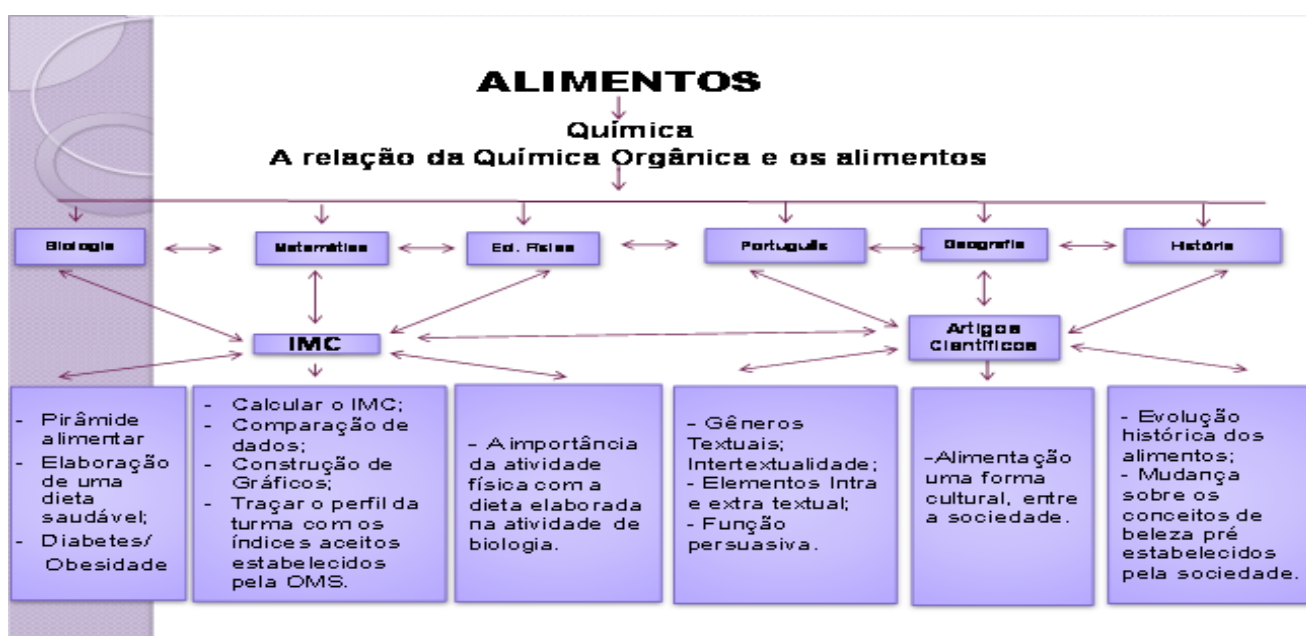 ALIMENTOS
Química
A relação da Química Orgânica e os alimentos
Biologia
Matemática
Ed. Física
Português
Geografia
História
IMC
Artigos
Científicos
- Pirâmide
alimentar
- Elaboração
de uma
dieta
saudável;
- Diabetes/
Obesidade
- Calcular o IMC;
- Comparação de
dados;
- Construção de
Gráficos;
- Traçar o perfil da
turma com os
índices aceitos
estabelecidos
pela OMS.
- A importância
da atividade
física com a
dieta elaborada
na atividade de
biologia.
- Gêneros
Textuais;
Intertextualidade;
- Elementos Intra
e extra textual;
- Função
persuasiva.
-Alimentação
uma forma
cultural, entre
a sociedade.
- Evolução
histórica dos
alimentos;
- Mudança
sobre os
conceitos de
beleza pré
estabelecidos
pela sociedade.